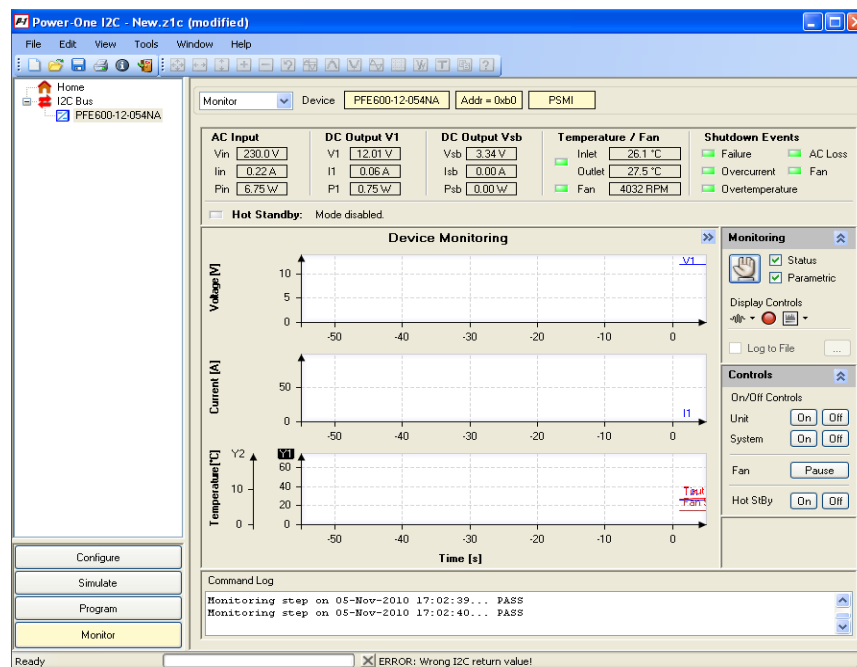 Power-One I2C - New.z1c (modified)
File Edit View Tools Window Help
Home
I2C Bus
PFE600-12-054NA
Monitor Device PFE600-12-054NA Addr = 0xb0 PSMI
AC Input DC Output V1 DC Output Vsb Temperature / Fan Shutdown Events
Vin 230.0 V V1 12.01 V Vsb 3.34 V Inlet 26.1 °C Failure AC Loss
Iin 0.22 A I1 0.06 A Isb 0.00 A Outlet 27.5 °C Overcurrent Fan
Pin 6.75 W P1 0.75 W Psb 0.00 W Fan 4032 RPM Overtemperature
Hot Standby: Mode disabled.
Device Monitoring
Voltage [V]
10
5
0
V1
-50 -40 -30 -20 -10 0
Current [A]
50
0
I1
-50 -40 -30 -20 -10 0
Temperature [°C]
Y2 Y1
60
10 40
20
0 0
-50 -40 -30 -20 -10 0
Time [s]
Monitoring
Status
Parametric
Display Controls
Log to File ...
Controls
On/Off Controls
Unit On Off
System On Off
Fan Pause
Hot StBy On Off
Configure
Simulate
Program
Monitor
Command Log
Monitoring step on 05-Nov-2010 17:02:39... PASS
Monitoring step on 05-Nov-2010 17:02:40... PASS
Ready ERROR: Wrong I2C return value!